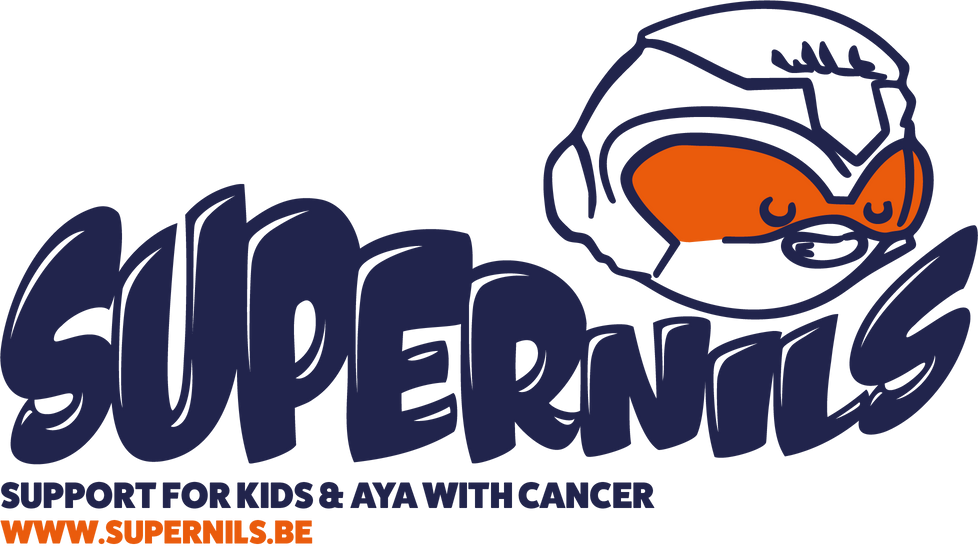 SUPERNILS
SUPPORT FOR KIDS & AYA WITH CANCER
WWW.SUPERNILS.BE